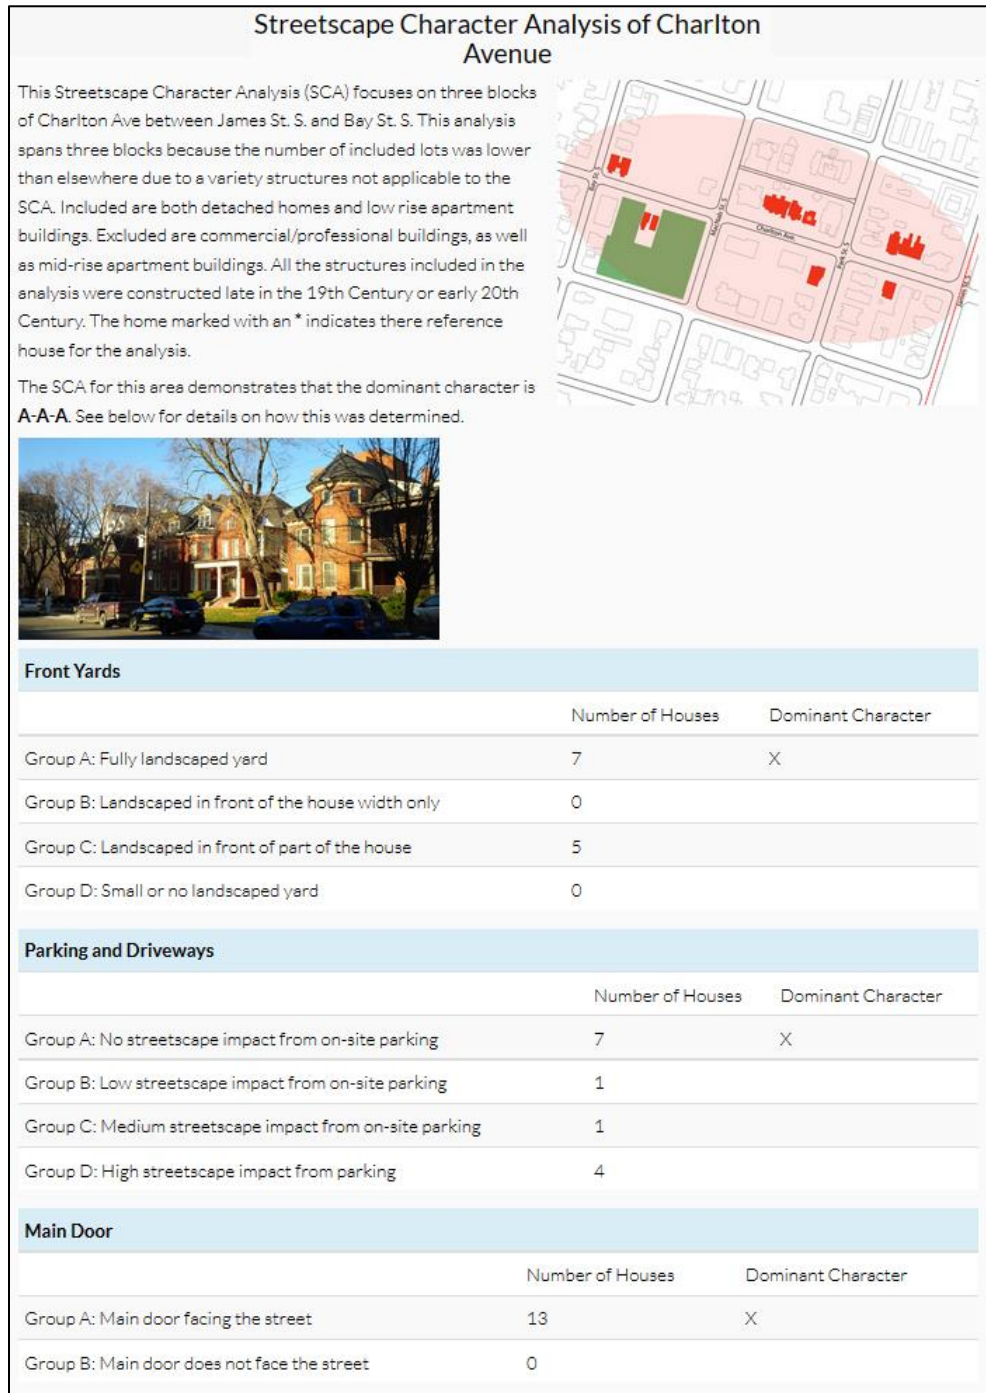 Streetscape Character Analysis of Charlton
Avenue
This Streetscape Character Analysis (SCA) focuses on three blocks
of Charlton Ave between James St. S. and Bay St. S. This analysis
spans three blocks because the number of included lots was lower
than elsewhere due to a variety structures not applicable to the
SCA. Included are both detached homes and low rise apartment
buildings. Excluded are commercial/professional buildings, as well
as mid-rise apartment buildings. All the structures included in the
analysis were constructed late in the 19th Century or early 20th
Century. The home marked with an * indicates there reference
house for the analysis.
The SCA for this area demonstrates that the dominant character is
A-A-A. See below for details on how this was determined.
Bay St. S
Macnab St. S
Charlton Ave.
Park St. S
James St. S
Front Yards
Number of Houses Dominant Character
Group A: Fully landscaped yard 7 X
Group B: Landscaped in front of the house width only 0
Group C: Landscaped in front of part of the house 5
Group D: Small or no landscaped yard 0
Parking and Driveways
Number of Houses Dominant Character
Group A: No streetscape impact from on-site parking 7 X
Group B: Low streetscape impact from on-site parking 1
Group C: Medium streetscape impact from on-site parking 1
Group D: High streetscape impact from parking 4
Main Door
Number of Houses Dominant Character
Group A: Main door facing the street 13 X
Group B: Main door does not face the street 0